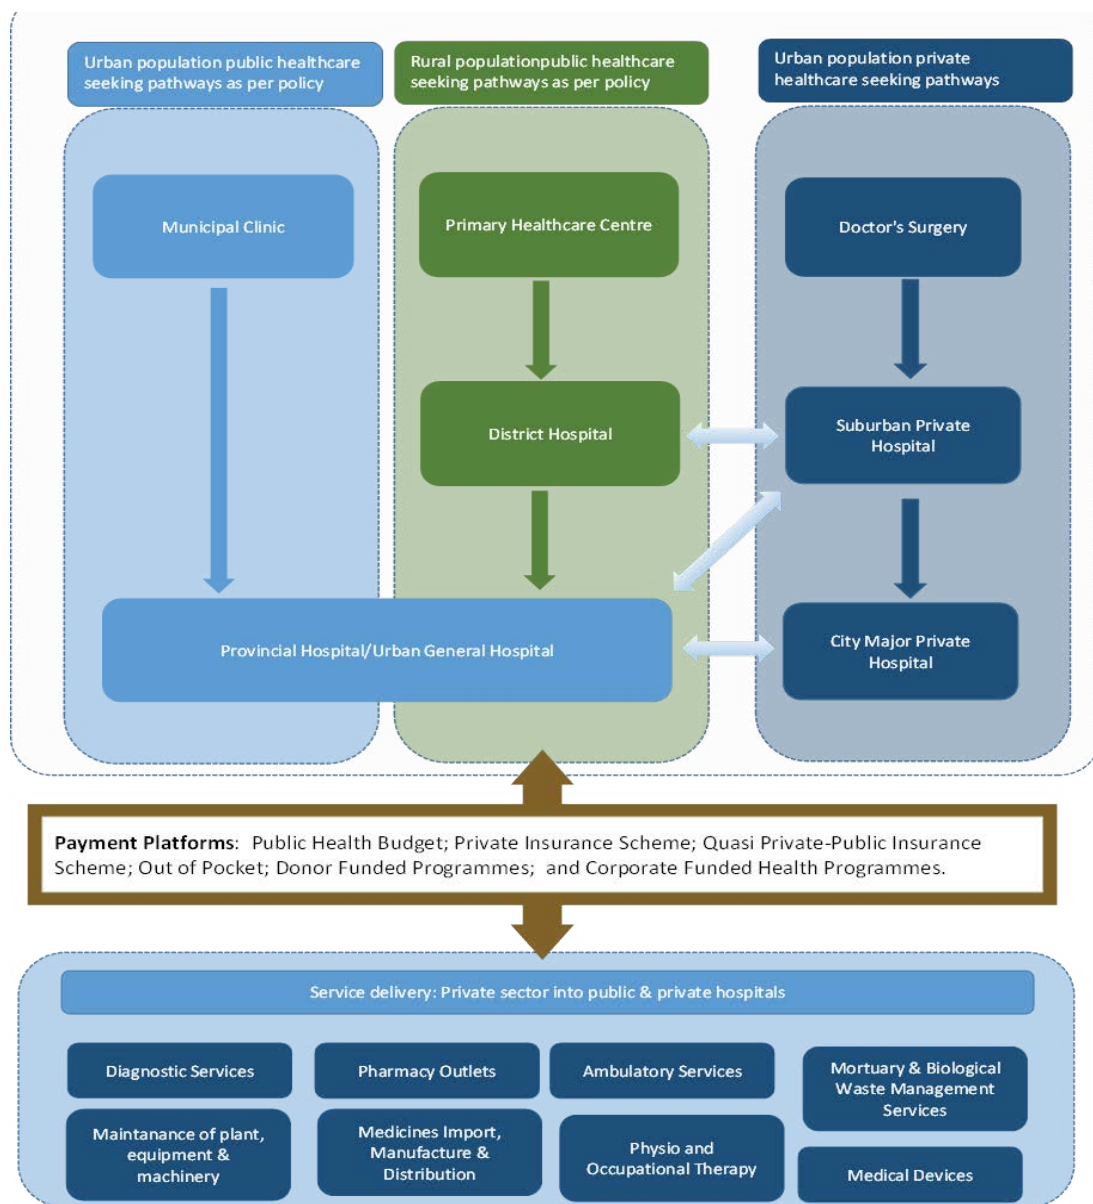 Urban population public healthcare
seeking pathways as per policy
Rural populationpublic healthcare
seeking pathways as per policy
Urban population private
healthcare seeking pathways
Municipal Clinic
Primary Healthcare Centre
Doctor's Surgery
District Hospital
Suburban Private
Hospital
Provincial Hospital/Urban General Hospital
City Major Private
Hospital
Payment Platforms: Public Health Budget; Private Insurance Scheme; Quasi Private-Public Insurance
Scheme; Out of Pocket; Donor Funded Programmes; and Corporate Funded Health Programmes.
Service delivery: Private sector into public & private hospitals
Diagnostic Services
Pharmacy Outlets
Ambulatory Services
Mortuary & Biological
Waste Management
Services
Maintanance of plant,
equipment &
machinery
Medicines Import,
Manufacture &
Distribution
Physio and
Occupational Therapy
Medical Devices